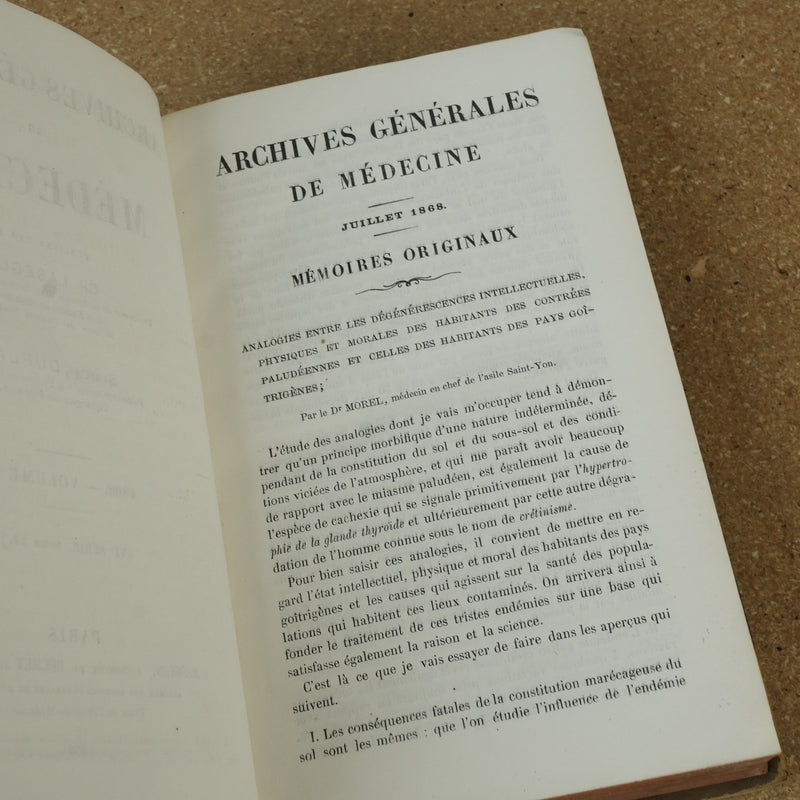 ARCHIVES GÉNÉRALES
DE MÉDECINE
JUILLET 1868.
MÉMOIRES ORIGINAUX
ANALOGIES ENTRE LES DÉGÉNÉRESCENCES INTELLECTUELLES,
PHYSIQUES ET MORALES DES HABITANTS DES CONTRÉES
PALUDÉENNES ET CELLES DES HABITANTS DES PAYS GOÎ-
TRIGÈNES;
Par le Dr MOREL, médecin en chef de l'asile Saint-Yon.
L'étude des analogies dont je vais m'occuper tend à démon-
trer qu'un principe morbifique d'une nature indéterminée, dé-
pendant de la constitution du sol et du sous-sol et des condi-
tions viciées de l'atmosphère, et qui me paraît avoir beaucoup
de rapport avec le miasme paludéen, est également la cause de
l'espèce de cachexie qui se signale primitivement par l'hypertro-
phie de la glande thyroïde et ultérieurement par cette autre dégra-
dation de l'homme connue sous le nom de crétinisme.
Pour bien saisir ces analogies, il convient de mettre en re-
gard l'état intellectuel, physique et moral des habitants des pays
goîtrigènes et les causes qui agissent sur la santé des popula-
lations qui habitent ces lieux contaminés. On arrivera ainsi à
fonder le traitement de ces tristes endémies sur une base qui
satisfasse également la raison et la science.
C'est là ce que je vais essayer de faire dans les aperçus qui
suivent.
I. Les conséquences fatales de la constitution marécageuse du
sol sont les mêmes : que l'on étudie l'influence de l'endémie